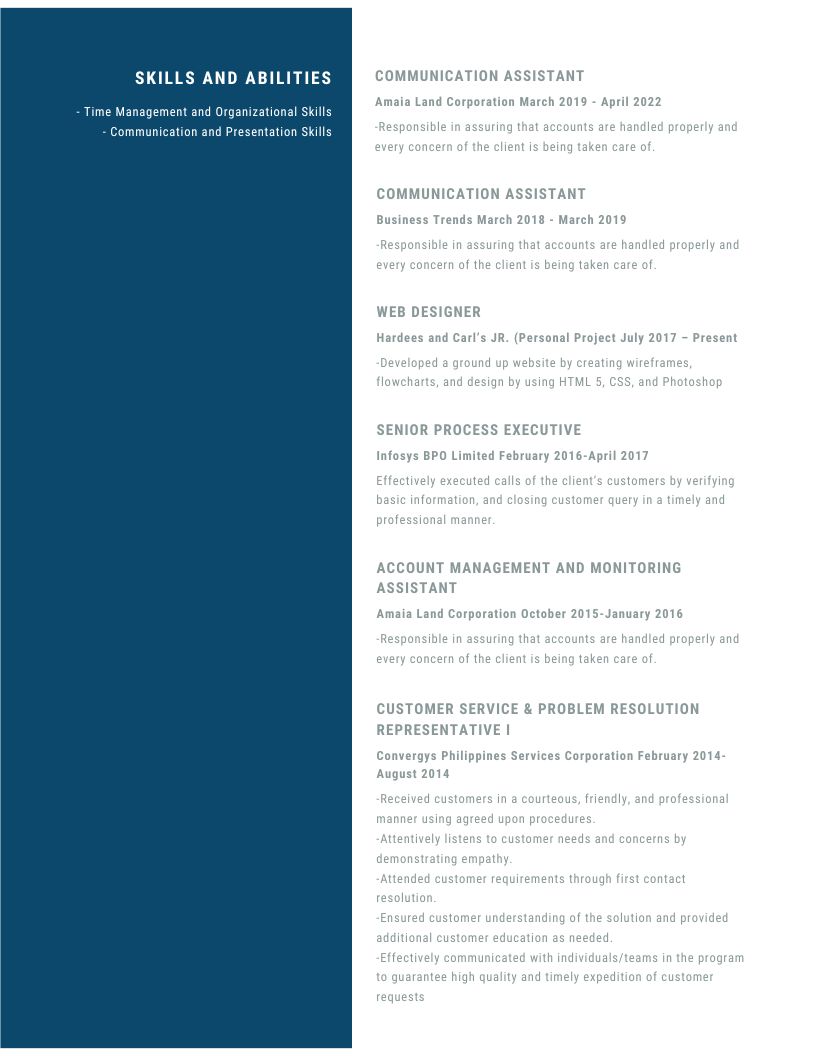 SKILLS AND ABILITIES
- Time Management and Organizational Skills
- Communication and Presentation Skills
COMMUNICATION ASSISTANT
Amaia Land Corporation March 2019 - April 2022
-Responsible in assuring that accounts are handled properly and
every concern of the client is being taken care of.
COMMUNICATION ASSISTANT
Business Trends March 2018 - March 2019
-Responsible in assuring that accounts are handled properly and
every concern of the client is being taken care of.
WEB DESIGNER
Hardees and Carl’s JR. (Personal Project July 2017 – Present
-Developed a ground up website by creating wireframes,
flowcharts, and design by using HTML 5, CSS, and Photoshop
SENIOR PROCESS EXECUTIVE
Infosys BPO Limited February 2016-April 2017
Effectively executed calls of the client’s customers by verifying
basic information, and closing customer query in a timely and
professional manner.
ACCOUNT MANAGEMENT AND MONITORING
ASSISTANT
Amaia Land Corporation October 2015-January 2016
-Responsible in assuring that accounts are handled properly and
every concern of the client is being taken care of.
CUSTOMER SERVICE & PROBLEM RESOLUTION
REPRESENTATIVE I
Convergys Philippines Services Corporation February 2014-
August 2014
-Received customers in a courteous, friendly, and professional
manner using agreed upon procedures.
-Attentively listens to customer needs and concerns by
demonstrating empathy.
-Attended customer requirements through first contact
resolution.
-Ensured customer understanding of the solution and provided
additional customer education as needed.
-Effectively communicated with individuals/teams in the program
to guarantee high quality and timely expedition of customer
requests